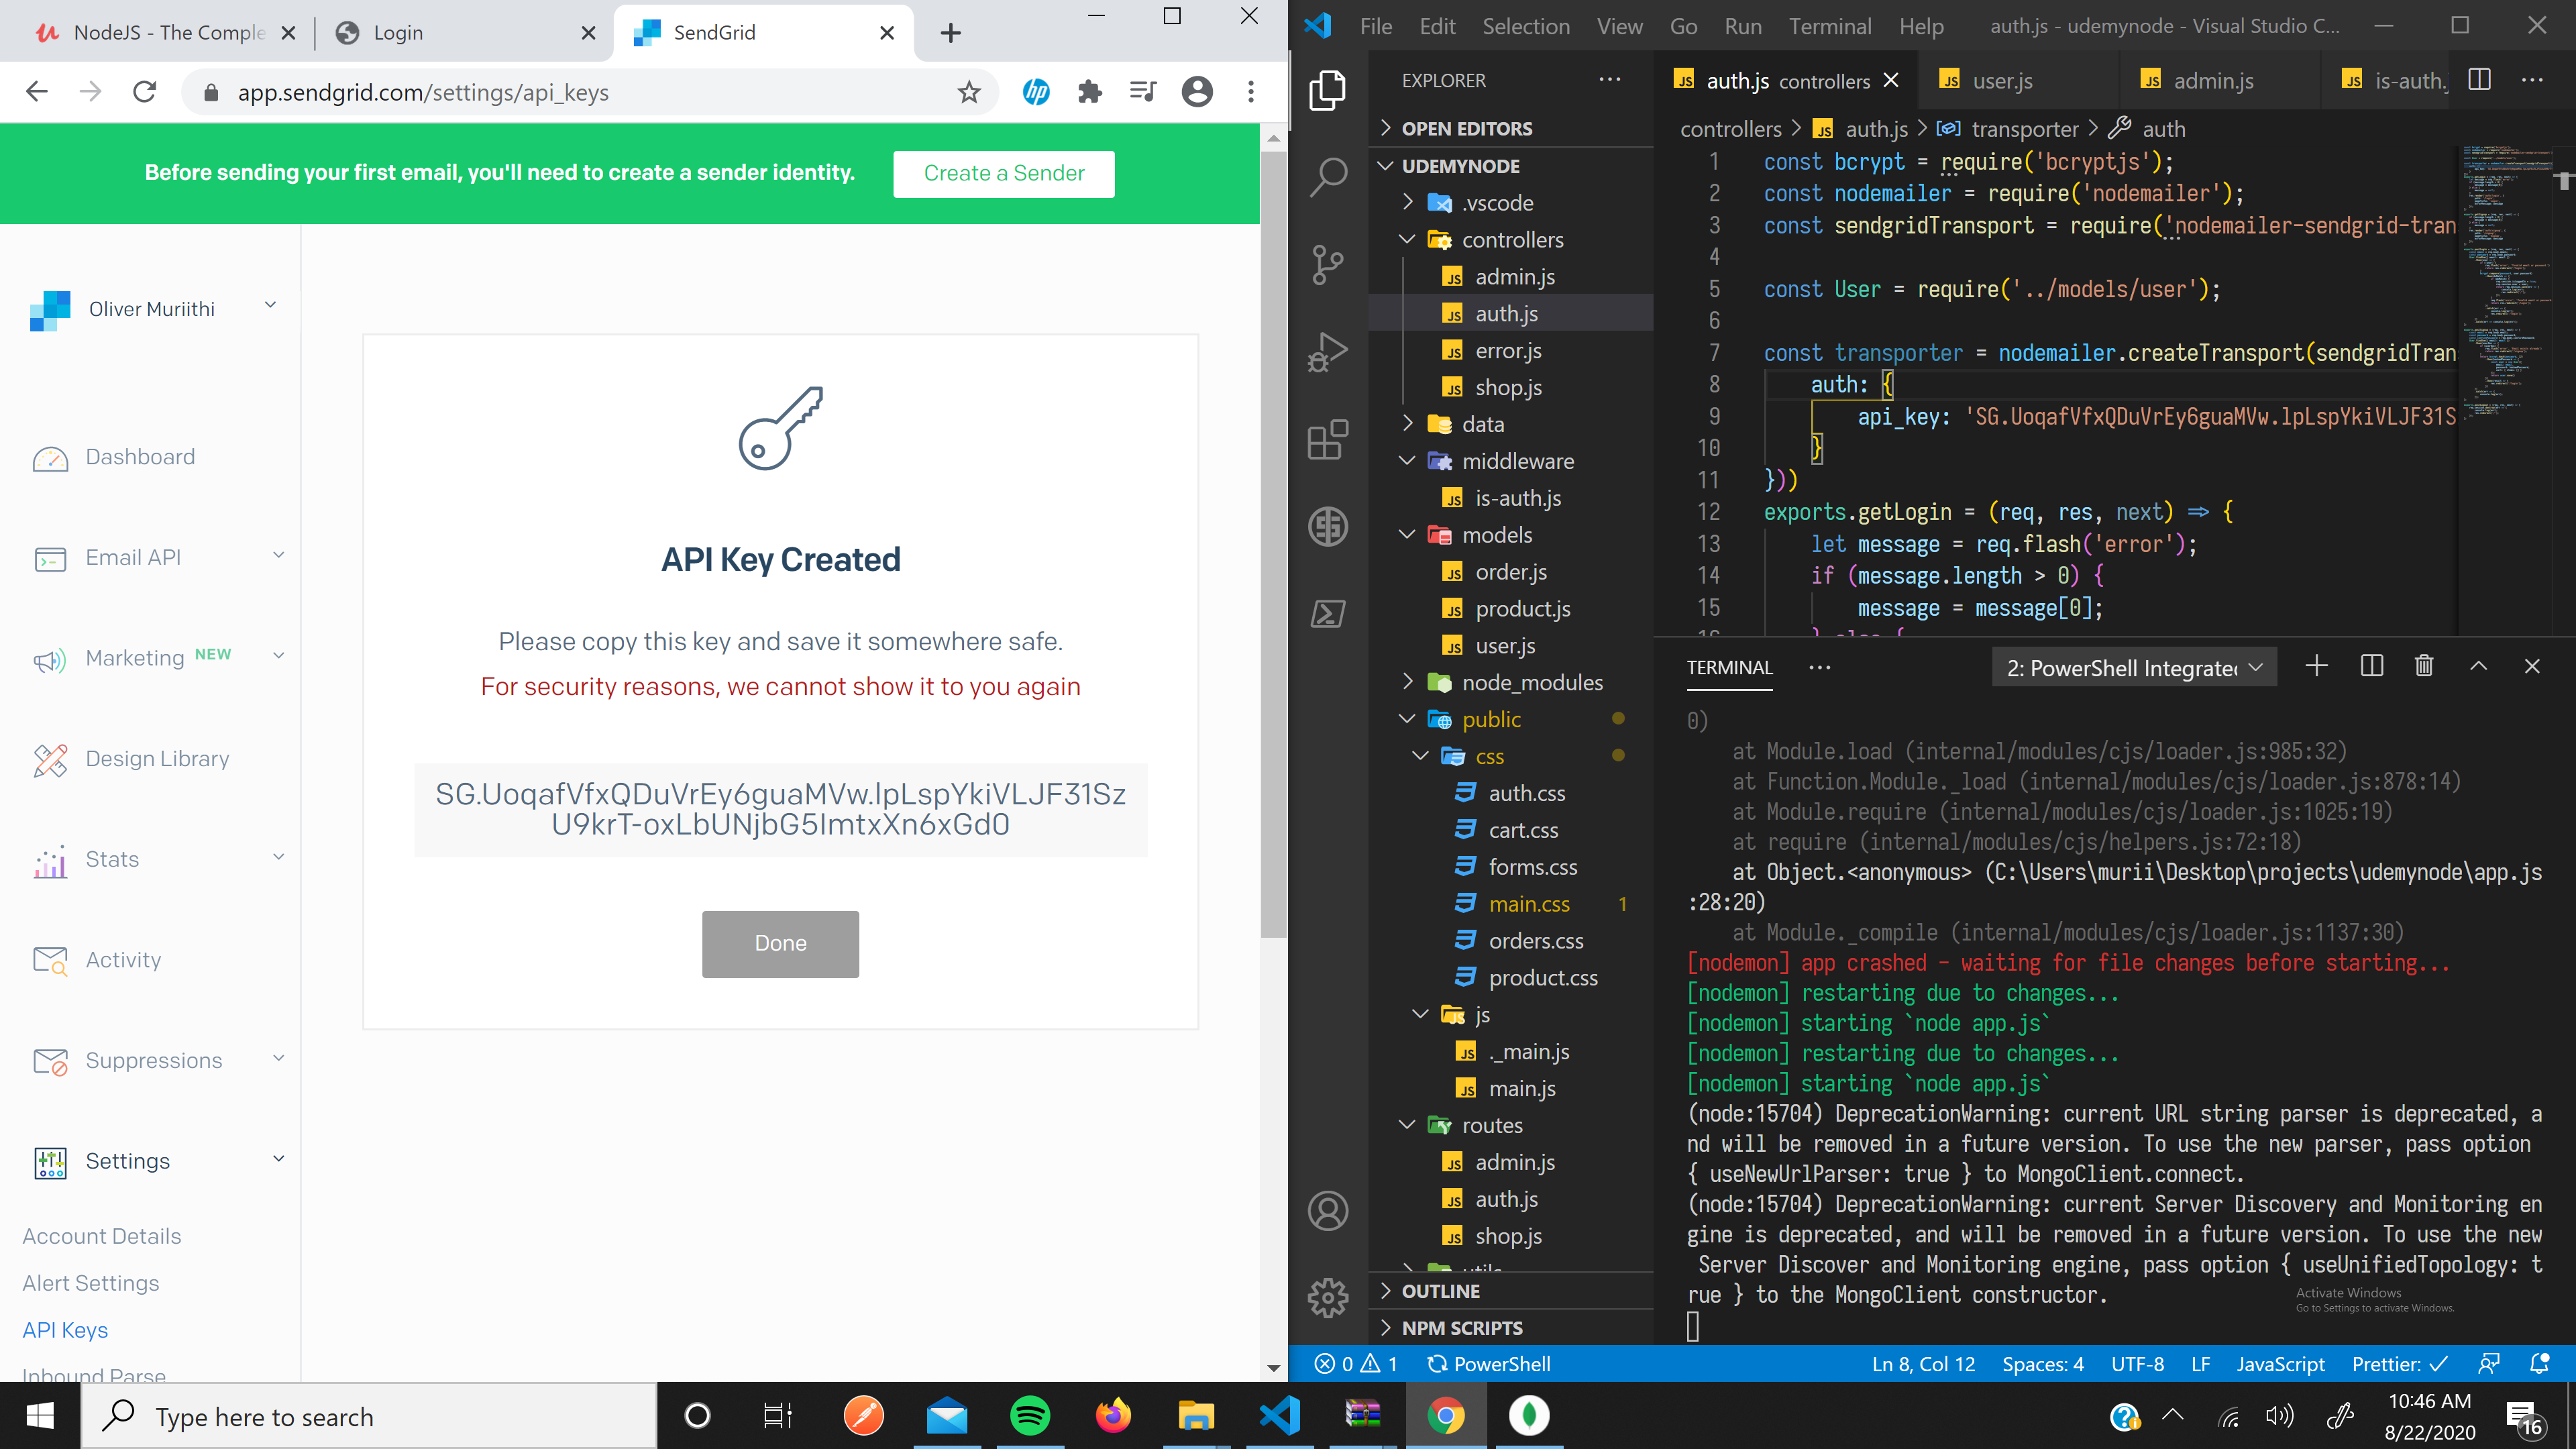 NodeJS - The Comple
Login
SendGrid
app.sendgrid.com/settings/api_keys
Before sending your first email, you'll need to create a sender identity.
Create a Sender
Oliver Muriithi
Dashboard
Email API
Marketing NEW
Design Library
Stats
Activity
Suppressions
Settings
Account Details
Alert Settings
API Keys
Inbound Parse
API Key Created
Please copy this key and save it somewhere safe.
For security reasons, we cannot show it to you again
[API key redacted]
Done
File Edit Selection View Go Run Terminal Help
auth.js - udemynode - Visual Studio C...
EXPLORER
OPEN EDITORS
UDEMYNODE
.vscode
controllers
admin.js
auth.js
error.js
shop.js
data
middleware
is-auth.js
models
order.js
product.js
user.js
node_modules
public
css
auth.css
cart.css
forms.css
main.css 1
orders.css
product.css
js
._main.js
main.js
routes
admin.js
auth.js
shop.js
utils
OUTLINE
NPM SCRIPTS
auth.js controllers
user.js
admin.js
is-auth.
controllers > auth.js > transporter > auth
1 const bcrypt = require('bcryptjs');
2 const nodemailer = require('nodemailer');
3 const sendgridTransport = require('nodemailer-sendgrid-tran
4
5 const User = require('../models/user');
6
7 const transporter = nodemailer.createTransport(sendgridTran
8 auth: {
9 api_key: '[API key redacted]
10 }
11 }))
12 exports.getLogin = (req, res, next) => {
13 let message = req.flash('error');
14 if (message.length > 0) {
15 message = message[0];
16 } else {
TERMINAL
2: PowerShell Integrate
0)
at Module.load (internal/modules/cjs/loader.js:985:32)
at Function.Module._load (internal/modules/cjs/loader.js:878:14)
at Module.require (internal/modules/cjs/loader.js:1025:19)
at require (internal/modules/cjs/helpers.js:72:18)
at Object.<anonymous> (C:\Users\murii\Desktop\projects\udemynode\app.js
:28:20)
at Module._compile (internal/modules/cjs/loader.js:1137:30)
[nodemon] app crashed - waiting for file changes before starting...
[nodemon] restarting due to changes...
[nodemon] starting `node app.js`
[nodemon] restarting due to changes...
[nodemon] starting `node app.js`
(node:15704) DeprecationWarning: current URL string parser is deprecated, a
nd will be removed in a future version. To use the new parser, pass option
{ useNewUrlParser: true } to MongoClient.connect.
(node:15704) DeprecationWarning: current Server Discovery and Monitoring en
gine is deprecated, and will be removed in a future version. To use the new
Server Discover and Monitoring engine, pass option { useUnifiedTopology: t
rue } to the MongoClient constructor.
Activate Windows
Go to Settings to activate Windows.
0 1 PowerShell
Ln 8, Col 12 Spaces: 4 UTF-8 LF JavaScript Prettier: ✓
Type here to search
10:46 AM
8/22/2020
16